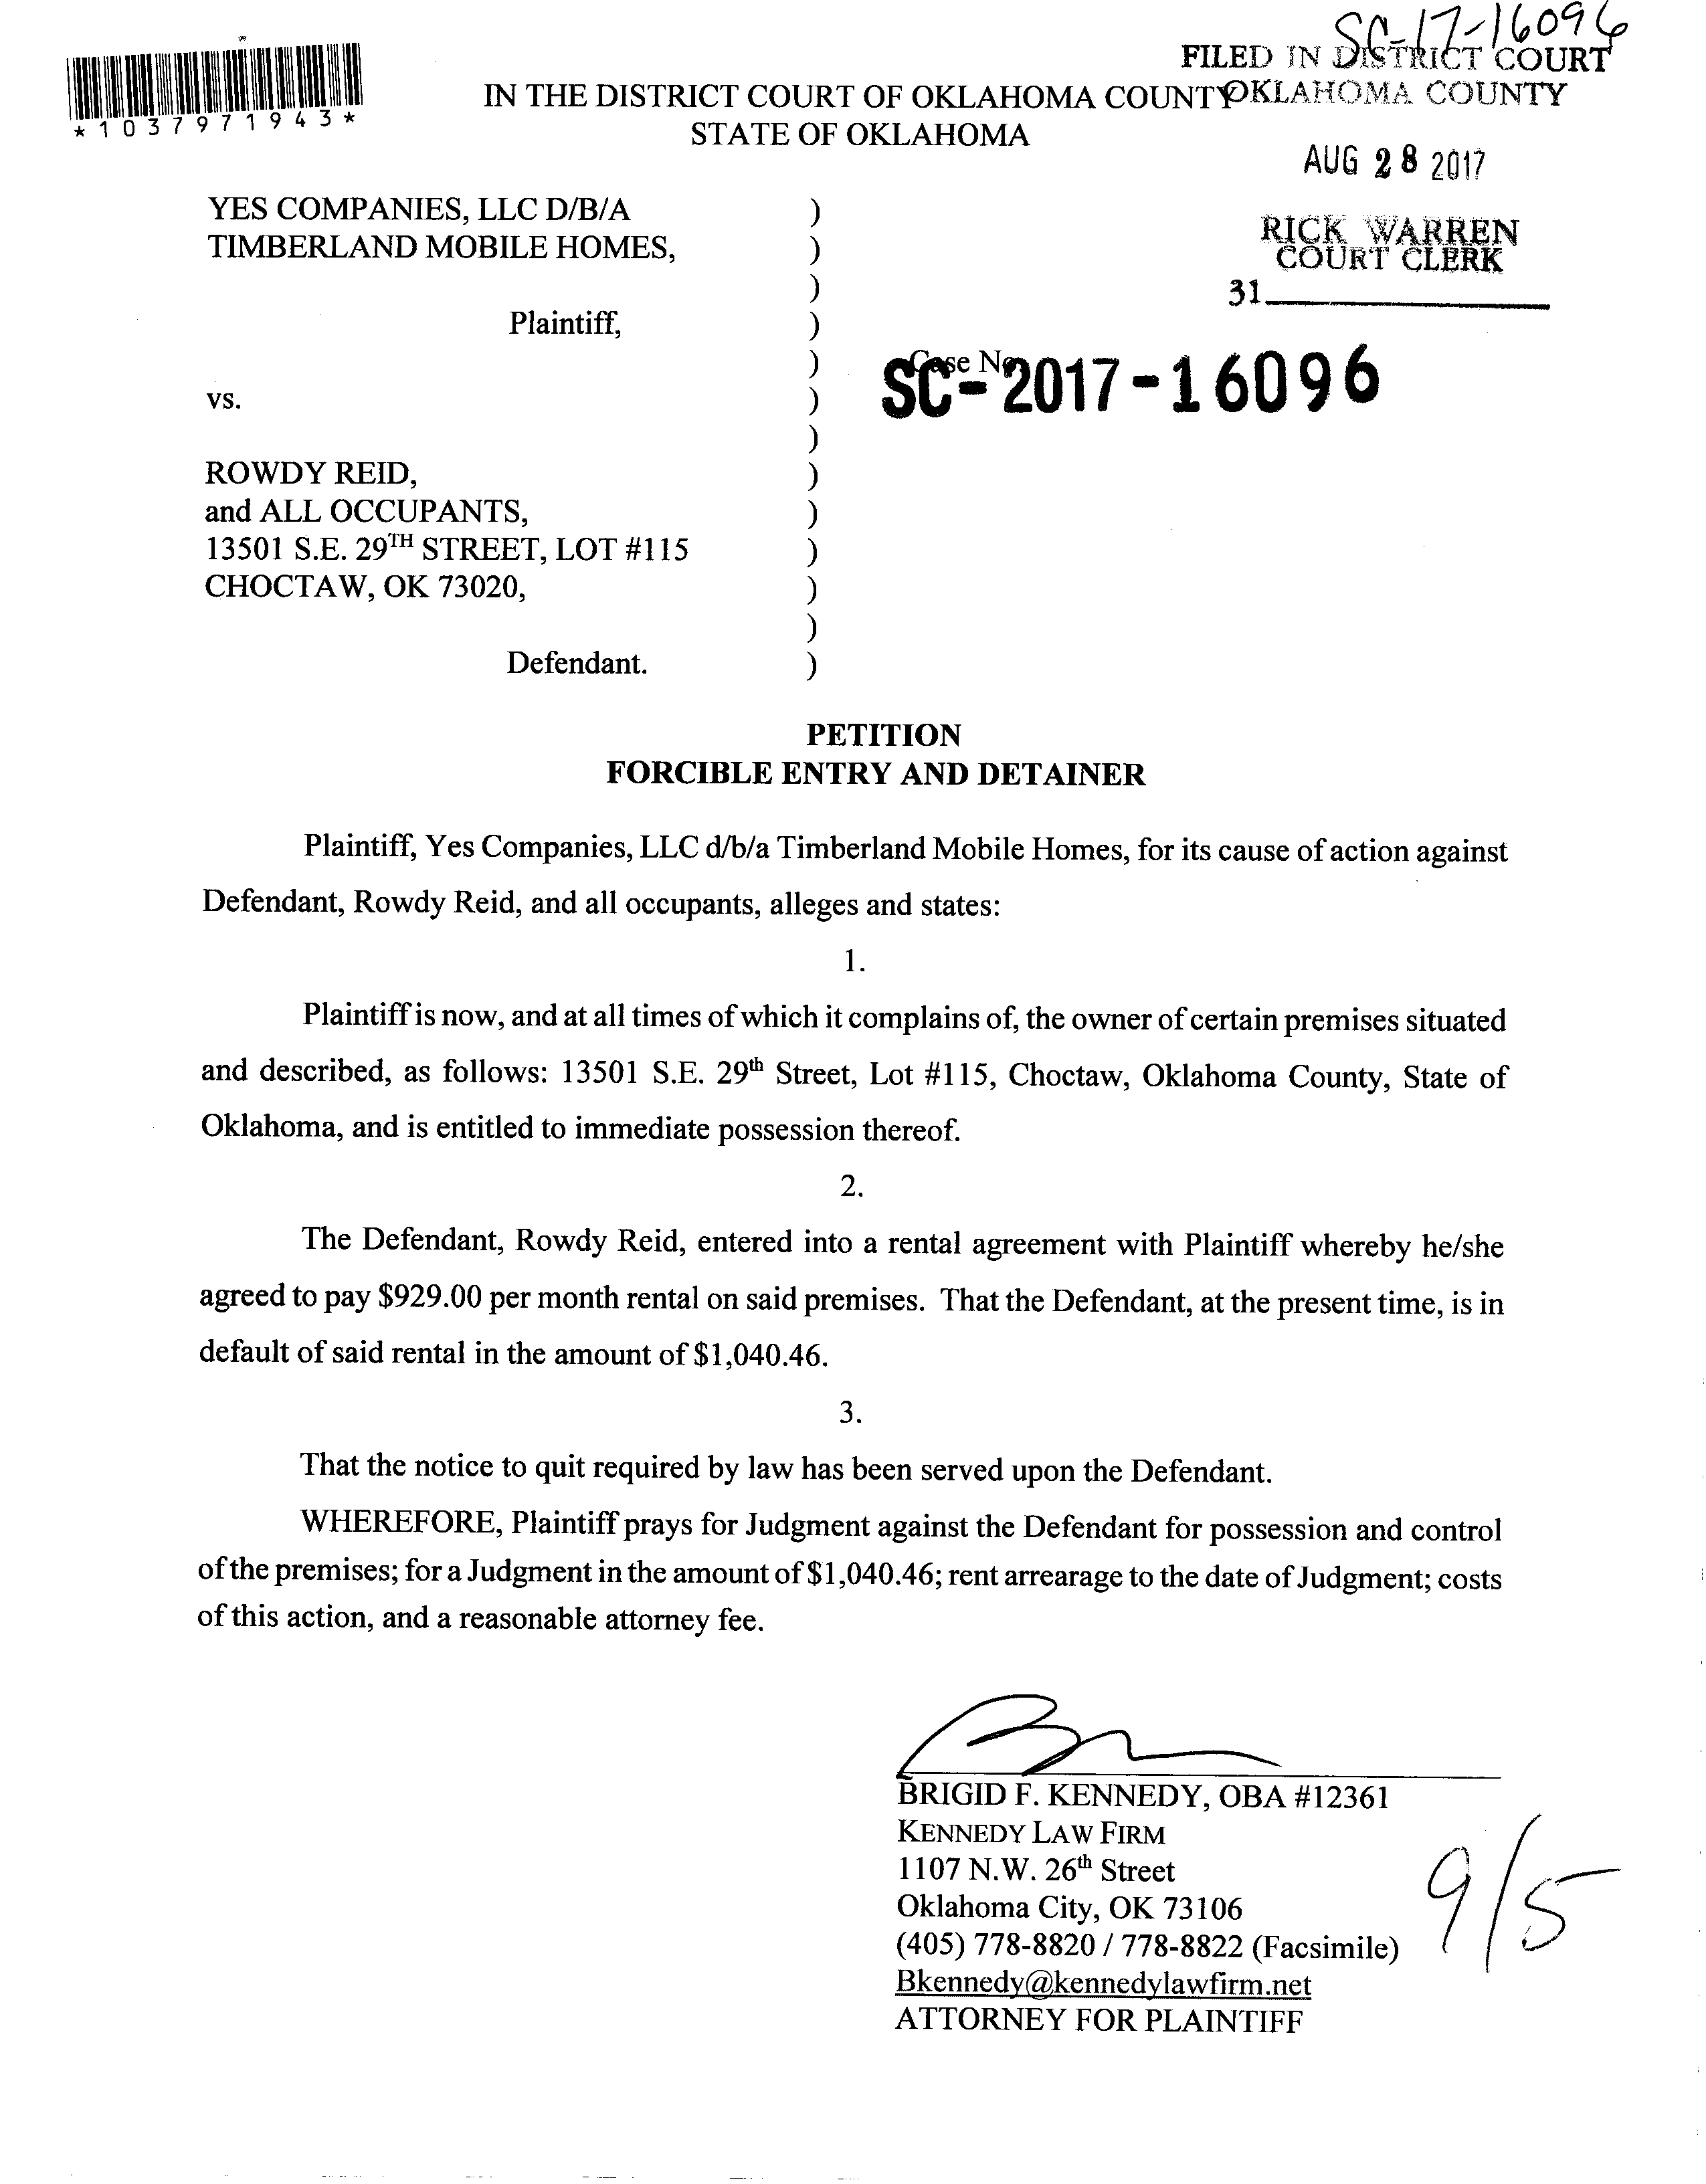 SC-17-16096
FILED IN DISTRICT COURT
OKLAHOMA COUNTY
*1037971943*
IN THE DISTRICT COURT OF OKLAHOMA COUNTY
STATE OF OKLAHOMA
AUG 28 2017
RICK WARREN
COURT CLERK
31
YES COMPANIES, LLC D/B/A )
TIMBERLAND MOBILE HOMES, )
)
Plaintiff, )
)
Case No.
SC-2017-16096
vs. )
)
ROWDY REID, )
and ALL OCCUPANTS, )
13501 S.E. 29TH STREET, LOT #115 )
CHOCTAW, OK 73020, )
)
Defendant. )
PETITION
FORCIBLE ENTRY AND DETAINER
Plaintiff, Yes Companies, LLC d/b/a Timberland Mobile Homes, for its cause of action against
Defendant, Rowdy Reid, and all occupants, alleges and states:
1.
Plaintiff is now, and at all times of which it complains of, the owner of certain premises situated
and described, as follows: 13501 S.E. 29th Street, Lot #115, Choctaw, Oklahoma County, State of
Oklahoma, and is entitled to immediate possession thereof.
2.
The Defendant, Rowdy Reid, entered into a rental agreement with Plaintiff whereby he/she
agreed to pay $929.00 per month rental on said premises. That the Defendant, at the present time, is in
default of said rental in the amount of $1,040.46.
3.
That the notice to quit required by law has been served upon the Defendant.
WHEREFORE, Plaintiff prays for Judgment against the Defendant for possession and control
of the premises; for a Judgment in the amount of $1,040.46; rent arrearage to the date of Judgment; costs
of this action, and a reasonable attorney fee.
BRIGID F. KENNEDY, OBA #12361
KENNEDY LAW FIRM
1107 N.W. 26th Street
Oklahoma City, OK 73106
(405) 778-8820 / 778-8822 (Facsimile)
Bkennedy@kennedylawfirm.net
ATTORNEY FOR PLAINTIFF
9/5